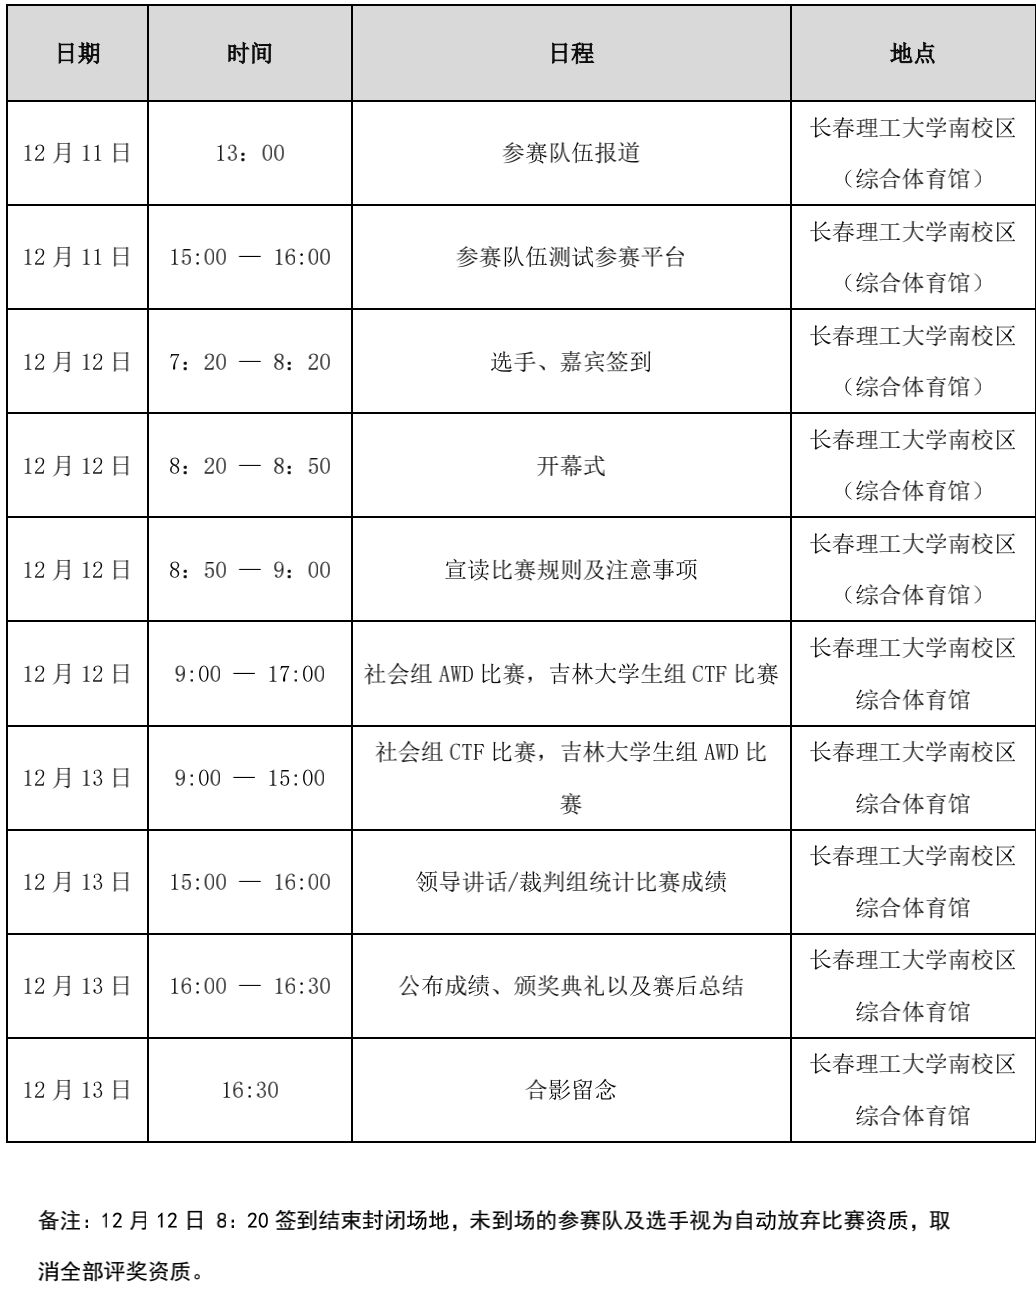 日期 时间 日程 地点
12 月 11 日 13：00 参赛队伍报道 长春理工大学南校区
（综合体育馆）
12 月 11 日 15:00 — 16:00 参赛队伍测试参赛平台 长春理工大学南校区
（综合体育馆）
12 月 12 日 7：20 — 8：20 选手、嘉宾签到 长春理工大学南校区
（综合体育馆）
12 月 12 日 8：20 — 8：50 开幕式 长春理工大学南校区
（综合体育馆）
12 月 12 日 8：50 — 9：00 宣读比赛规则及注意事项 长春理工大学南校区
（综合体育馆）
12 月 12 日 9:00 — 17:00 社会组 AWD 比赛，吉林大学生组 CTF 比赛 长春理工大学南校区
综合体育馆
12 月 13 日 9:00 — 15:00 社会组 CTF 比赛，吉林大学生组 AWD 比 长春理工大学南校区
赛 综合体育馆
12 月 13 日 15:00 — 16:00 领导讲话/裁判组统计比赛成绩 长春理工大学南校区
综合体育馆
12 月 13 日 16:00 — 16:30 公布成绩、颁奖典礼以及赛后总结 长春理工大学南校区
综合体育馆
12 月 13 日 16:30 合影留念 长春理工大学南校区
综合体育馆
备注：12 月 12 日 8：20 签到结束封闭场地，未到场的参赛队及选手视为自动放弃比赛资质，取
消全部评奖资质。